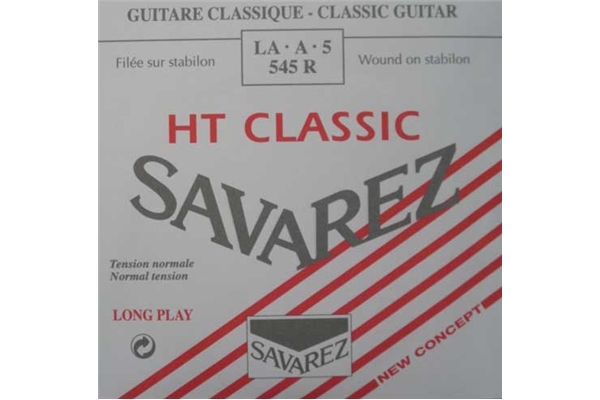 GUITARE CLASSIQUE - CLASSIC GUITAR
LA · A · 5
545 R
Filée sur stabilon
Wound on stabilon
HT CLASSIC
SAVAREZ
Tension normale
Normal tension
LONG PLAY
SAVAREZ
NEW CONCEPT